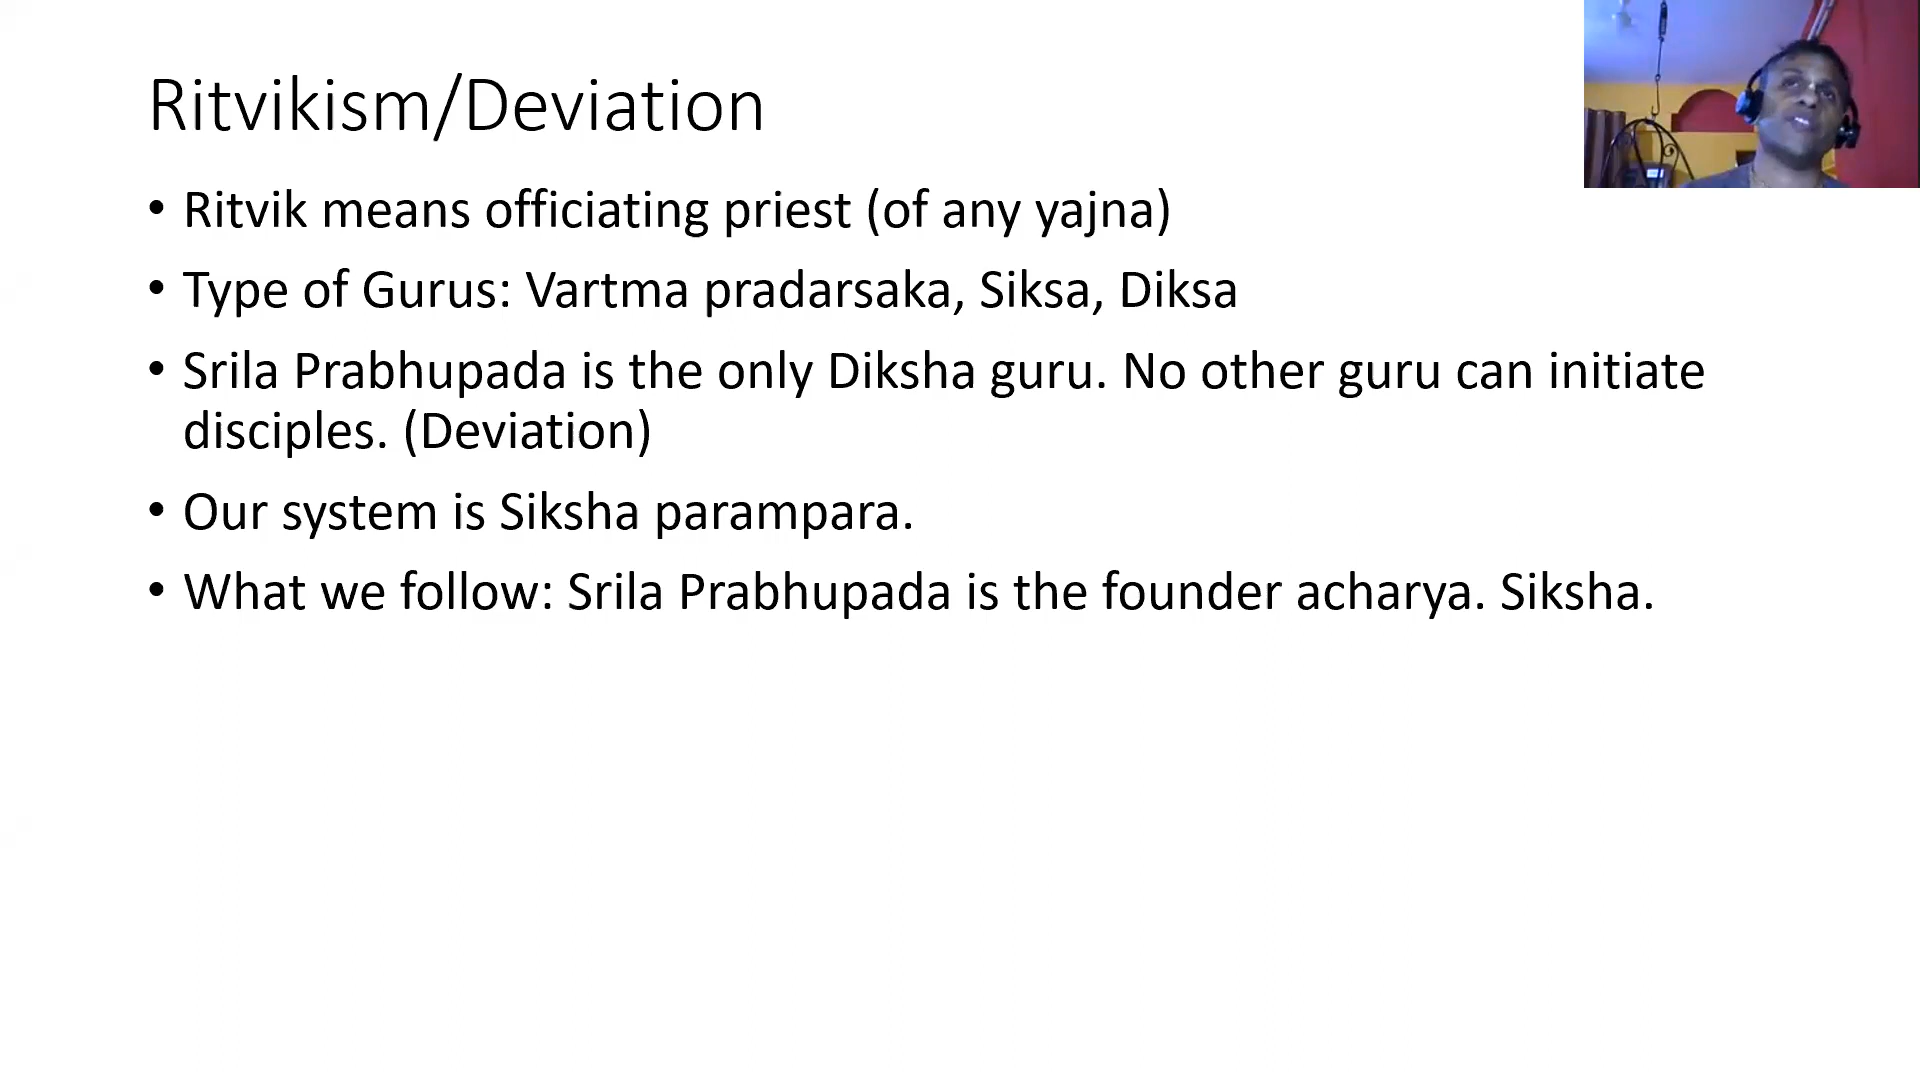 Ritvikism/Deviation
• Ritvik means officiating priest (of any yajna)
• Type of Gurus: Vartma pradarsaka, Siksa, Diksa
• Srila Prabhupada is the only Diksha guru. No other guru can initiate
disciples. (Deviation)
• Our system is Siksha parampara.
• What we follow: Srila Prabhupada is the founder acharya. Siksha.